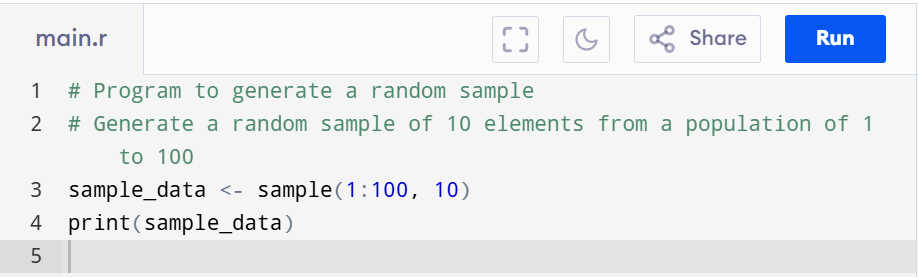 main.r
Share
Run
1 # Program to generate a random sample
2 # Generate a random sample of 10 elements from a population of 1
to 100
3 sample_data <- sample(1:100, 10)
4 print(sample_data)
5